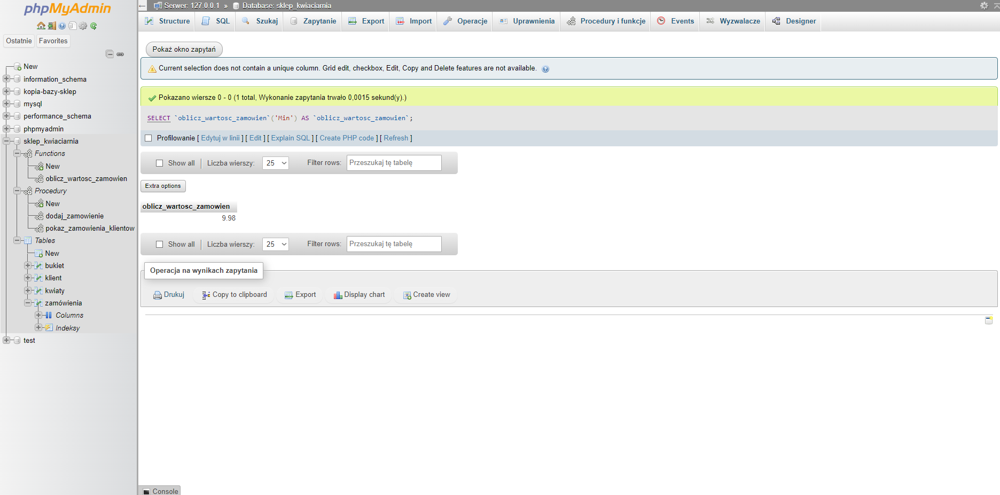 phpMyAdmin
Ostatnie Favorites
New
information_schema
kopia-bazy-sklep
mysql
performance_schema
phpmyadmin
sklep_kwiaciarnia
Functions
New
oblicz_wartosc_zamowien
Procedury
New
dodaj_zamowienie
pokaz_zamowienia_klientow
Tables
New
bukiet
klient
kwiaty
zamówienia
Columns
Indeksy
test
Serwer: 127.0.0.1 » Database: sklep_kwiaciarnia
Structure SQL Szukaj Zapytanie Export Import Operacje Uprawnienia Procedury i funkcje Events Wyzwalacze Designer
Pokaż okno zapytań
Current selection does not contain a unique column. Grid edit, checkbox, Edit, Copy and Delete features are not available.
Pokazano wiersze 0 - 0 (1 total, Wykonanie zapytania trwało 0,0015 sekund(y).)
SELECT `oblicz_wartosc_zamowien`('Min') AS `oblicz_wartosc_zamowien`;
Profilowanie [ Edytuj w linii ] [ Edit ] [ Explain SQL ] [ Create PHP code ] [ Refresh ]
Show all Liczba wierszy: 25 Filter rows: Przeszukaj tę tabelę
Extra options
oblicz_wartosc_zamowien
9.98
Show all Liczba wierszy: 25 Filter rows: Przeszukaj tę tabelę
Operacja na wynikach zapytania
Drukuj Copy to clipboard Export Display chart Create view
Console